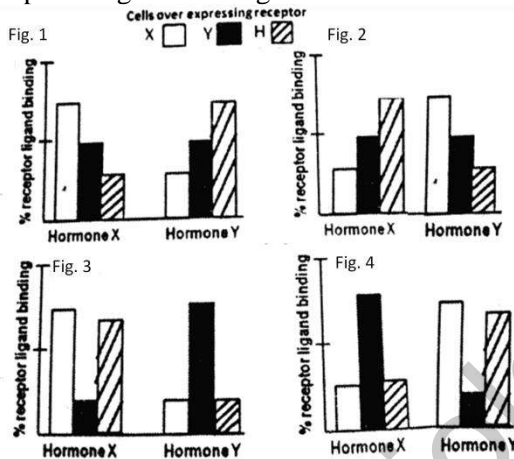 Cells over expressing receptor
X Y H
Fig. 1
Fig. 2
% receptor ligand binding
% receptor ligand binding
Hormone X Hormone Y
Hormone X Hormone Y
Fig. 3
Fig. 4
% receptor ligand binding
% receptor ligand binding
Hormone X Hormone Y
Hormone X Hormone Y